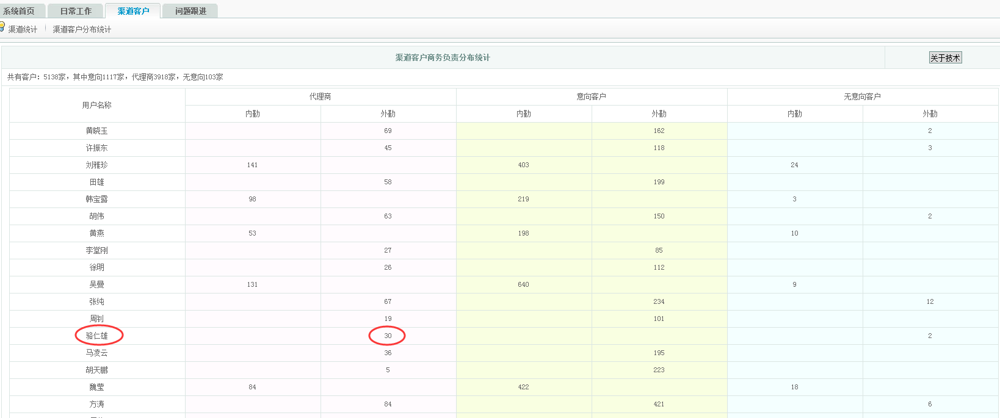 系统首页 日常工作 渠道客户 问题跟进
渠道统计 渠道客户分布统计
渠道客户商务负责分布统计 关于技术
共有客户：5138家，其中意向1117家，代理商3918家，无意向103家
用户名称 代理商 意向客户 无意向客户
内勤 外勤 内勤 外勤 内勤 外勤
黄晓玉 69 162 2
许振东 45 118 3
刘雅珍 141 403 24
田雄 58 199
韩宝露 98 219 3
胡伟 63 150 2
黄燕 53 198 10
李堂刚 27 85
徐明 26 112
吴曼 131 640 9
张纯 67 234 12
周钊 19 101
骆仁雄 30 2
马凌云 36 195
胡天鹏 5 223
魏莹 84 422 18
方涛 84 421 6